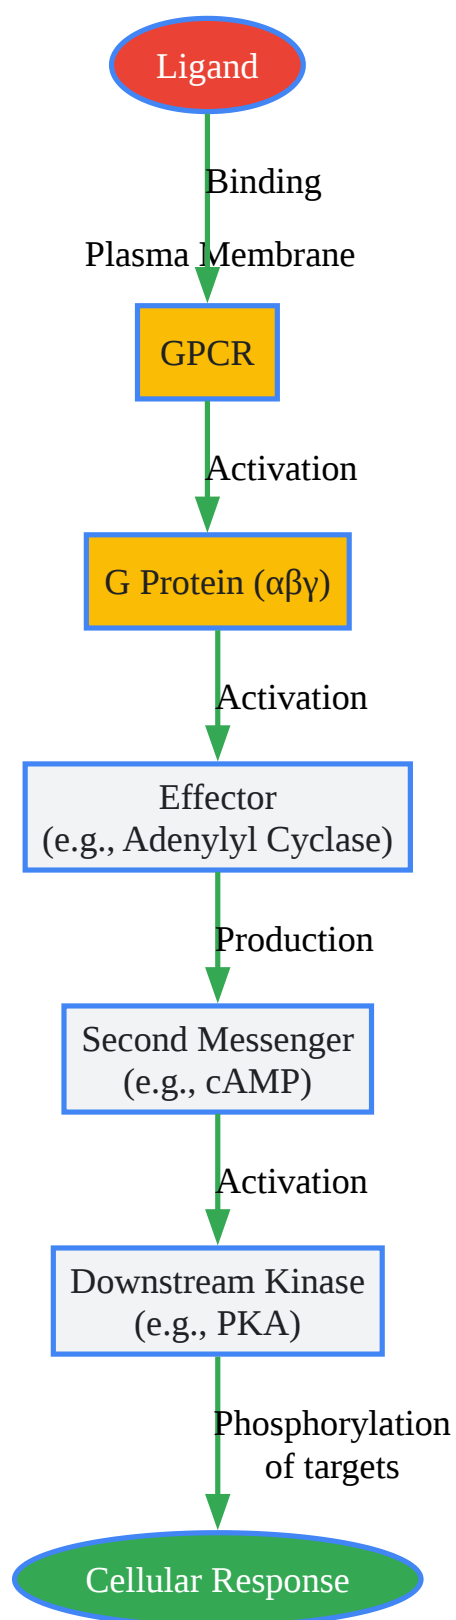 Ligand
Binding
Plasma Membrane
GPCR
Activation
G Protein (αβγ)
Activation
Effector
(e.g., Adenylyl Cyclase)
Production
Second Messenger
(e.g., cAMP)
Activation
Downstream Kinase
(e.g., PKA)
Phosphorylation
of targets
Cellular Response